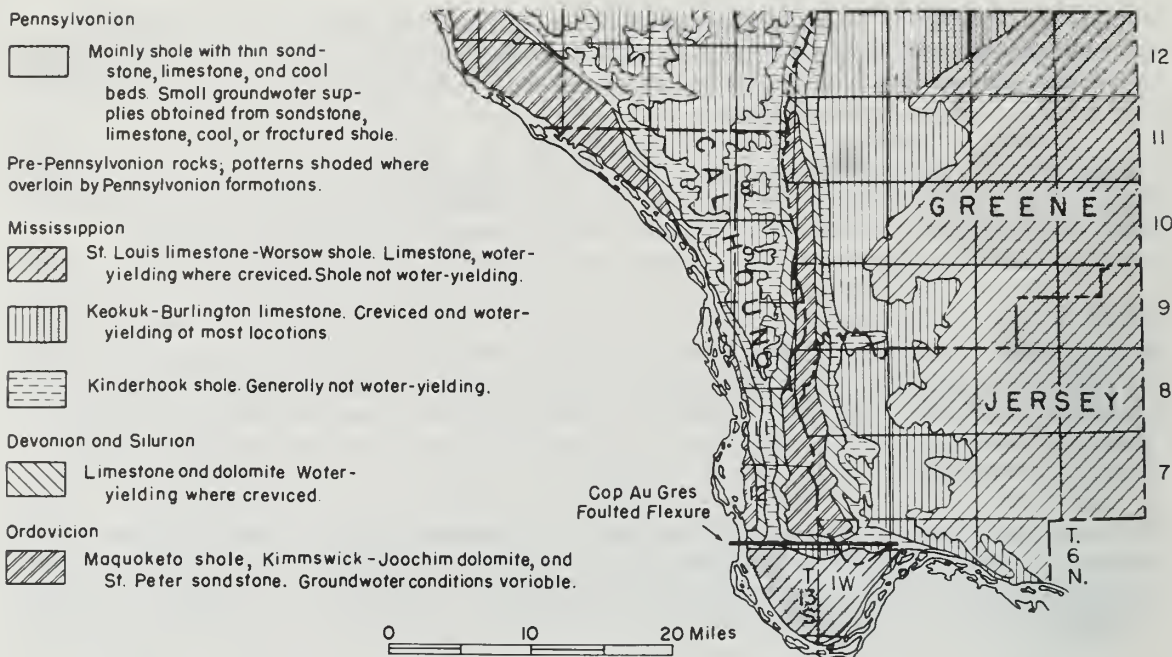 Pennsylvonion
Moinly shole with thin sond-
stone, limestone, and cool
beds. Small groundwater sup-
plies obtoined from sondstone,
limestone, cool, or froctured shole.
Pre-Pennsylvonion rocks; potterns shoded where
overloin by Pennsylvonion formotions.
Mississippion
St. Louis limestone-Worsow shole. Limestone, woter-
yielding where creviced. Shole not woter-yielding.
Keokuk-Burlington limestone. Creviced ond woter-
yielding ot most locotions
Kinderhook shole. Generolly not woter-yielding.
Devonion ond Silurion
Limestone ond dolomite Woter-
yielding where creviced.
Ordovicion
Moquoketo shole, Kimmswick-Joochim dolomite, ond
St. Peter sondstone. Groundwoter conditions vorioble.
0 10 20 Miles
Cop Au Gres
Foulted Flexure
CALHOUN
GREENE
JERSEY
7
8
9
11
12
T.
13
S.
1W
12
11
10
9
8
7
T.
6
N.